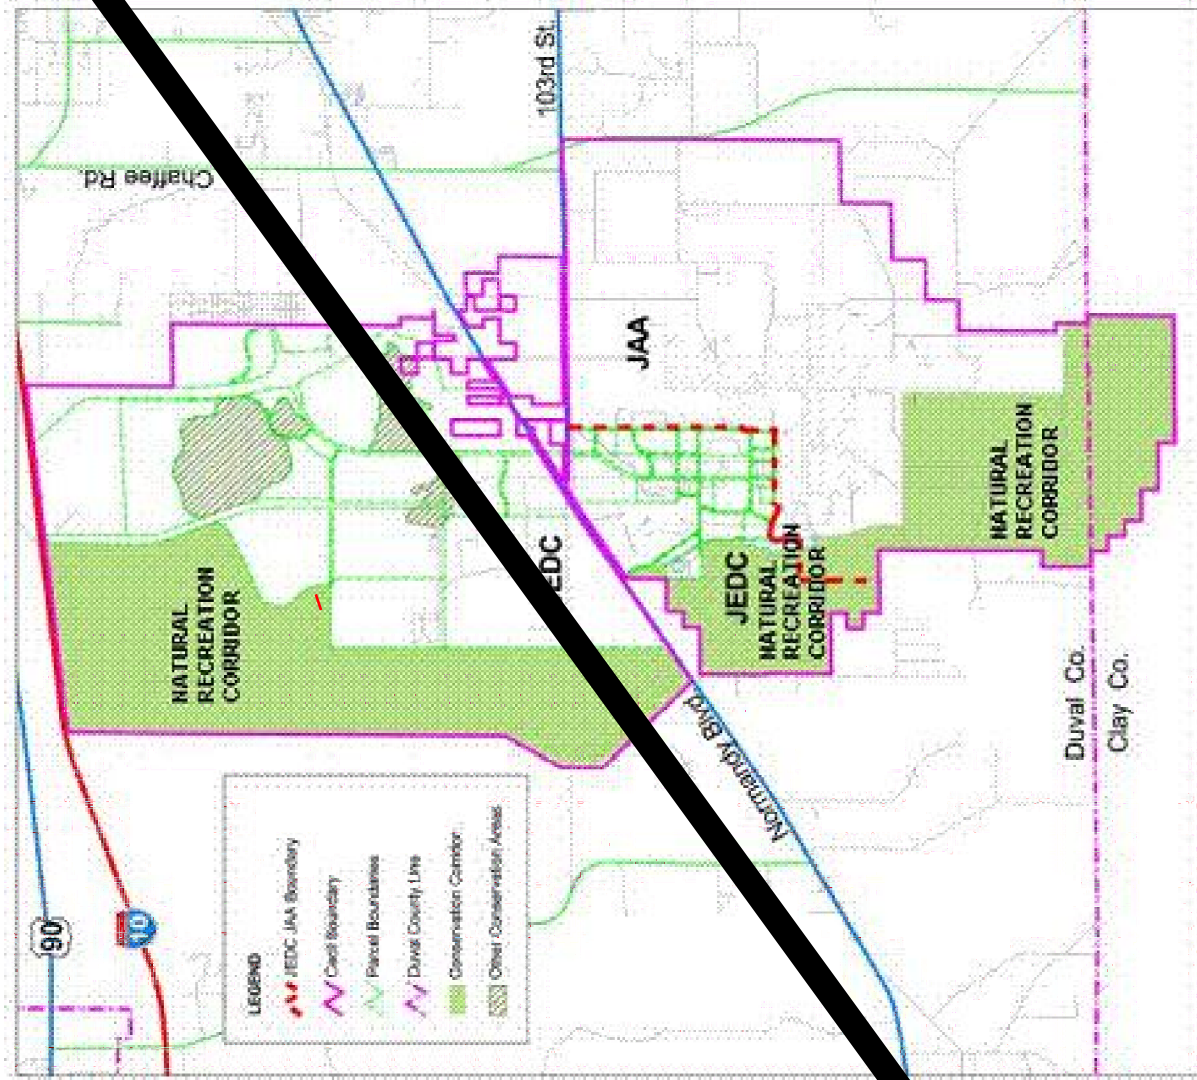 Chaffee Rd.
103rd St.
JAA
NATURAL
RECREATION
CORRIDOR
NATURAL
RECREATION
CORRIDOR
JEDC
NATURAL
RECREATION
CORRIDOR
EDC
Normandy Blvd
Duval Co.
Clay Co.
90
10
LEGEND
JEDC JAA Boundary
Cecil Boundary
Parcel Boundaries
Duval County Line
Conservation Corridor
Other Conservation Areas